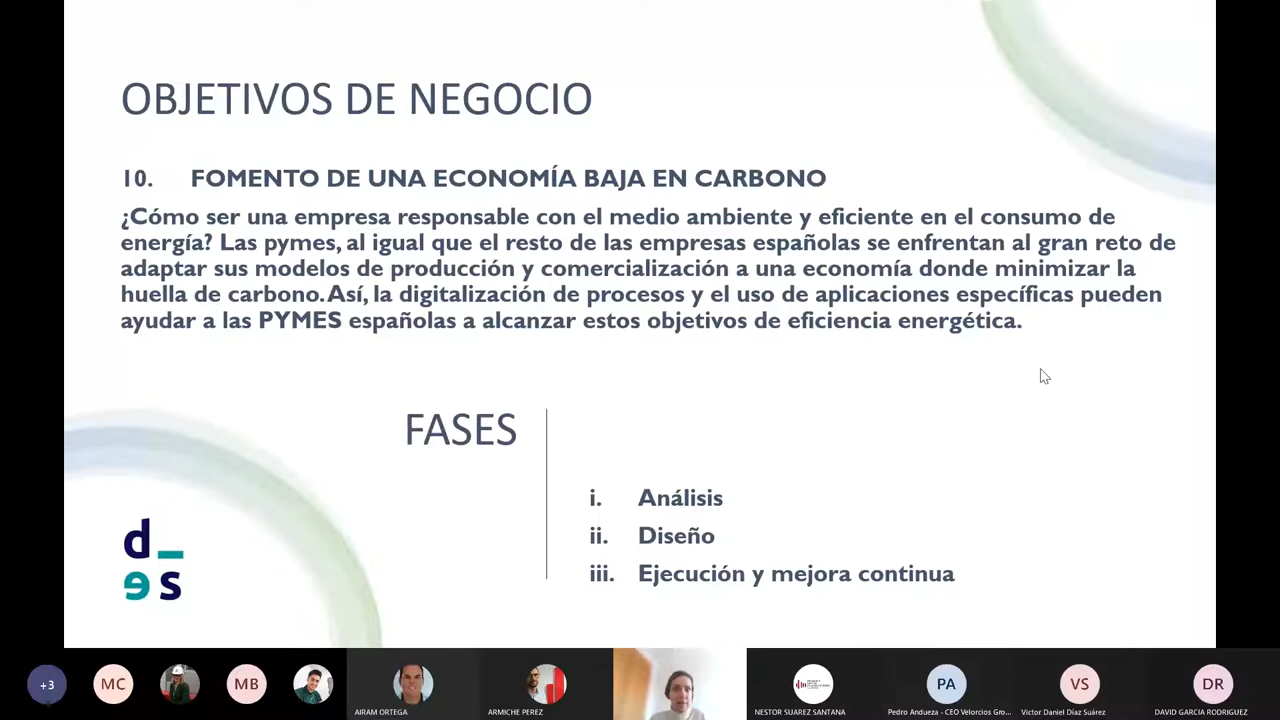 OBJETIVOS DE NEGOCIO
10. FOMENTO DE UNA ECONOMÍA BAJA EN CARBONO
¿Cómo ser una empresa responsable con el medio ambiente y eficiente en el consumo de
energía? Las pymes, al igual que el resto de las empresas españolas se enfrentan al gran reto de
adaptar sus modelos de producción y comercialización a una economía donde minimizar la
huella de carbono. Así, la digitalización de procesos y el uso de aplicaciones específicas pueden
ayudar a las PYMES españolas a alcanzar estos objetivos de eficiencia energética.
FASES
i. Análisis
ii. Diseño
iii. Ejecución y mejora continua
d_
es
+3
MC
MB
AIRAM ORTEGA
ARMICHE PEREZ
NESTOR SUAREZ SANTANA
PA
Pedro Andueza - CEO Velorcios Gro...
VS
Victor Daniel Díaz Suárez
DR
DAVID GARCIA RODRIGUEZ